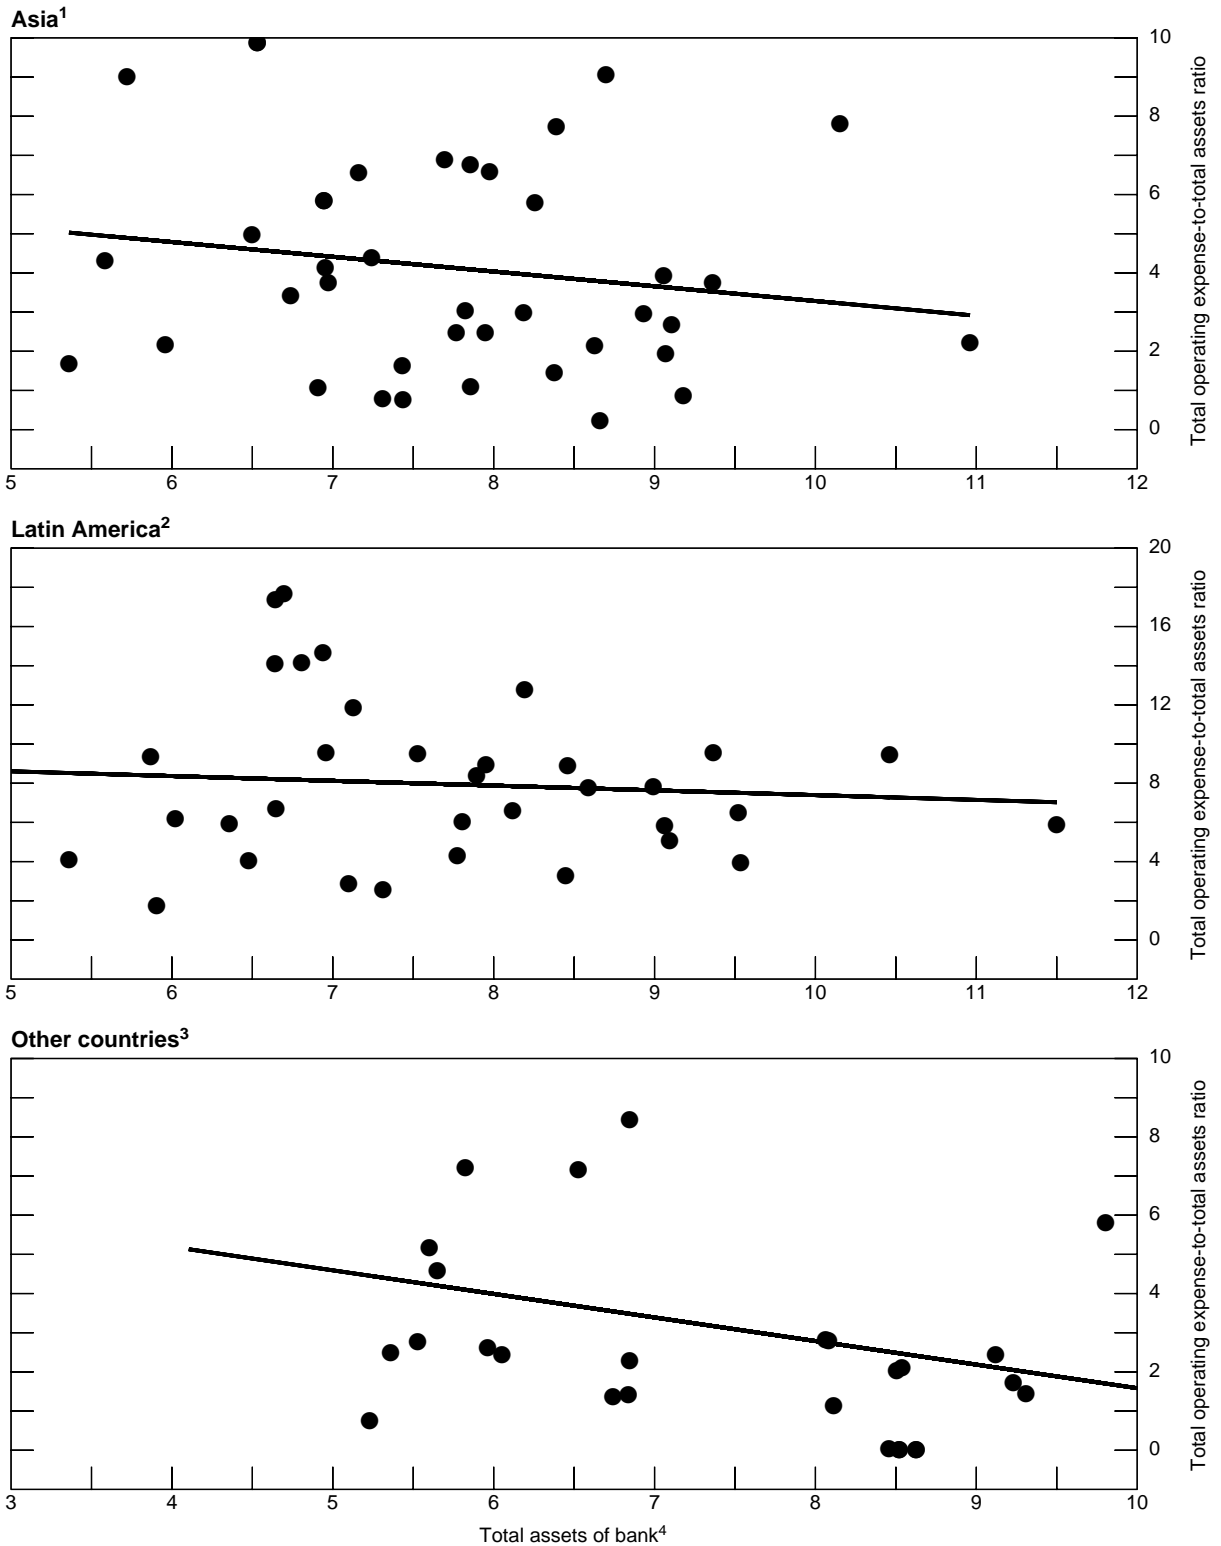 Asia¹
10
8
6
4
2
0
Total operating expense-to-total assets ratio
5 6 7 8 9 10 11 12
Latin America²
20
16
12
8
4
0
Total operating expense-to-total assets ratio
5 6 7 8 9 10 11 12
Other countries³
10
8
6
4
2
0
Total operating expense-to-total assets ratio
3 4 5 6 7 8 9 10
Total assets of bank⁴